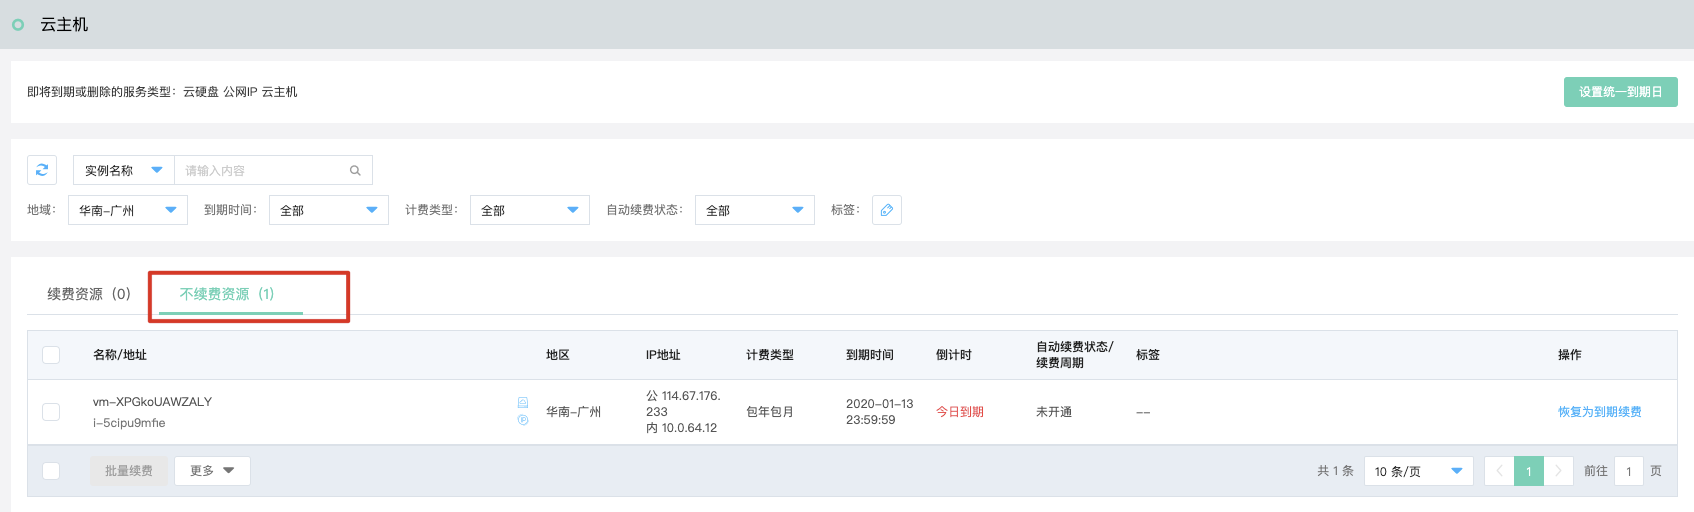 云主机
即将到期或删除的服务类型：云硬盘 公网IP 云主机
设置统一到期日
实例名称 请输入内容
地域： 华南-广州 到期时间： 全部 计费类型： 全部 自动续费状态： 全部 标签：
续费资源（0） 不续费资源（1）
名称/地址 地区 IP地址 计费类型 到期时间 倒计时 自动续费状态/续费周期 标签 操作
vm-XPGkoUAWZALY
i-5cipu9mfie
华南-广州
公 114.67.176.
233
内 10.0.64.12
包年包月
2020-01-13
23:59:59
今日到期
未开通
--
恢复为到期续费
批量续费 更多 共 1 条 10 条/页 1 前往 1 页